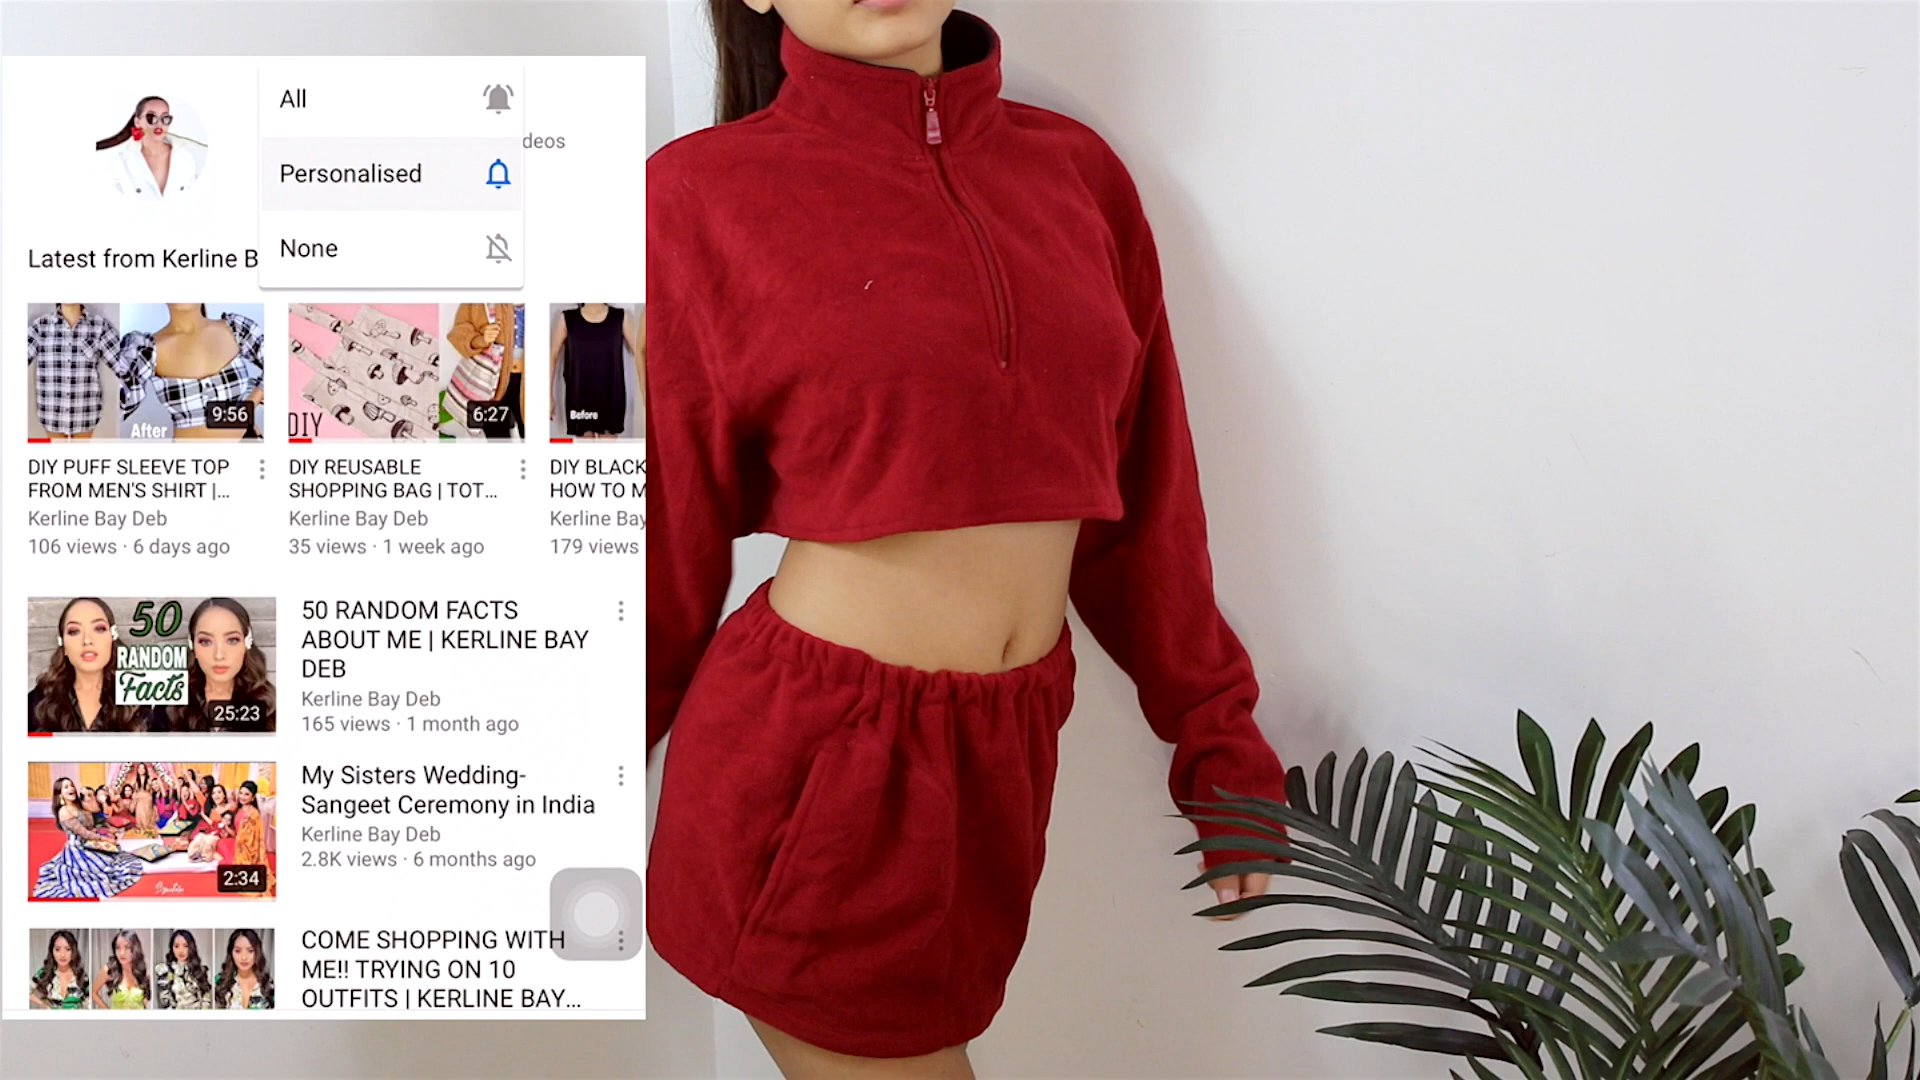 All
deos
Personalised
None
Latest from Kerline B
9:56
After
DIY
6:27
Before
DIY PUFF SLEEVE TOP
FROM MEN'S SHIRT |...
Kerline Bay Deb
106 views · 6 days ago
DIY REUSABLE
SHOPPING BAG | TOT...
Kerline Bay Deb
35 views · 1 week ago
DIY BLACK
HOW TO M
Kerline Bay
179 views
50
RANDOM
Facts
25:23
50 RANDOM FACTS
ABOUT ME | KERLINE BAY
DEB
Kerline Bay Deb
165 views · 1 month ago
2:34
My Sisters Wedding-
Sangeet Ceremony in India
Kerline Bay Deb
2.8K views · 6 months ago
COME SHOPPING WITH
ME!! TRYING ON 10
OUTFITS | KERLINE BAY...